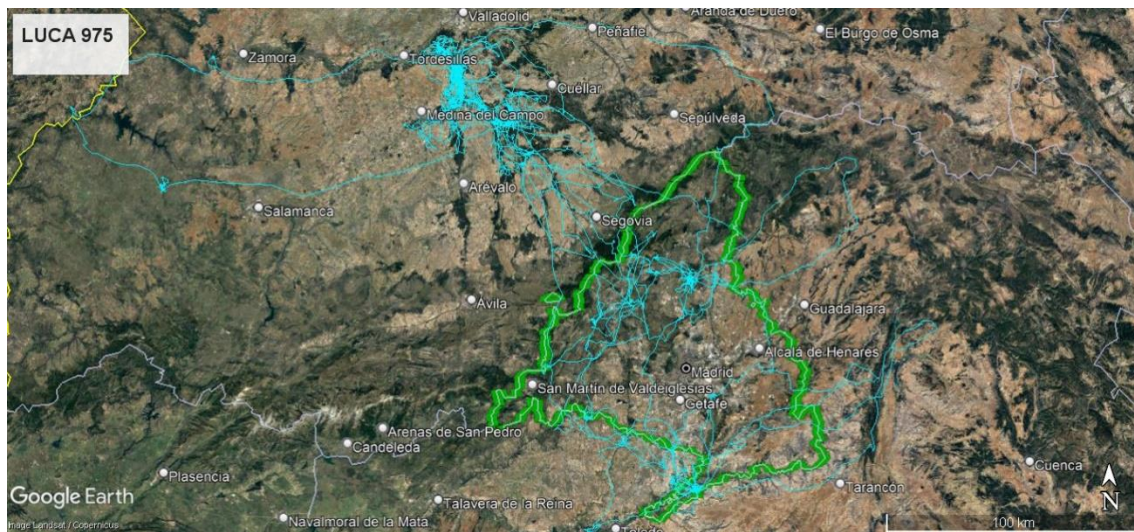 LUCA 975
Valladolid
Aranda de Duero
Peñafiel
El Burgo de Osma
Zamora
Tordesillas
Cuellar
Medina del Campo
Sepúlveda
Arévalo
Salamanca
Segovia
Ávila
Guadalajara
Alcalá de Henares
Madrid
San Martín de Valdeiglesias
Getafe
Arenas de San Pedro
Candeleda
Plasencia
Cuenca
Tarancón
Talavera de la Reina
Navalmoral de la Mata
Toledo
Google Earth
Image Landsat / Copernicus
100 km
N